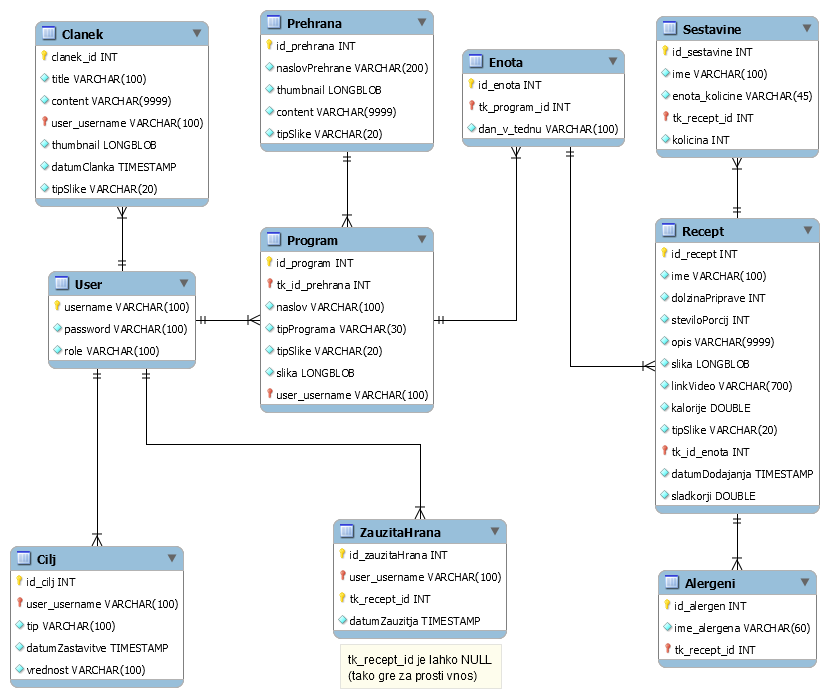 Clanek
clanek_id INT
title VARCHAR(100)
content VARCHAR(9999)
user_username VARCHAR(100)
thumbnail LONGBLOB
datumClanka TIMESTAMP
tipSlike VARCHAR(20)
Prehrana
id_prehrana INT
naslovPrehrane VARCHAR(200)
thumbnail LONGBLOB
content VARCHAR(9999)
tipSlike VARCHAR(20)
Enota
id_enota INT
tk_program_id INT
dan_v_tednu VARCHAR(100)
Sestavine
id_sestavine INT
ime VARCHAR(100)
enota_kolicine VARCHAR(45)
tk_recept_id INT
kolicina INT
User
username VARCHAR(100)
password VARCHAR(100)
role VARCHAR(100)
Program
id_program INT
tk_id_prehrana INT
naslov VARCHAR(100)
tipPrograma VARCHAR(30)
tipSlike VARCHAR(20)
slika LONGBLOB
user_username VARCHAR(100)
Recept
id_recept INT
ime VARCHAR(100)
dolzinaPriprave INT
steviloPorcij INT
opis VARCHAR(9999)
slika LONGBLOB
linkVideo VARCHAR(700)
kalorije DOUBLE
tipSlike VARCHAR(20)
tk_id_enota INT
datumDodajanja TIMESTAMP
sladkorji DOUBLE
Cilj
id_cilj INT
user_username VARCHAR(100)
tip VARCHAR(100)
datumZastavitve TIMESTAMP
vrednost VARCHAR(100)
ZauzitaHrana
id_zauzitaHrana INT
user_username VARCHAR(100)
tk_recept_id INT
datumZauzitja TIMESTAMP
tk_recept_id je lahko NULL
(tako gre za prosti vnos)
Alergeni
id_alergen INT
ime_alergena VARCHAR(60)
tk_recept_id INT